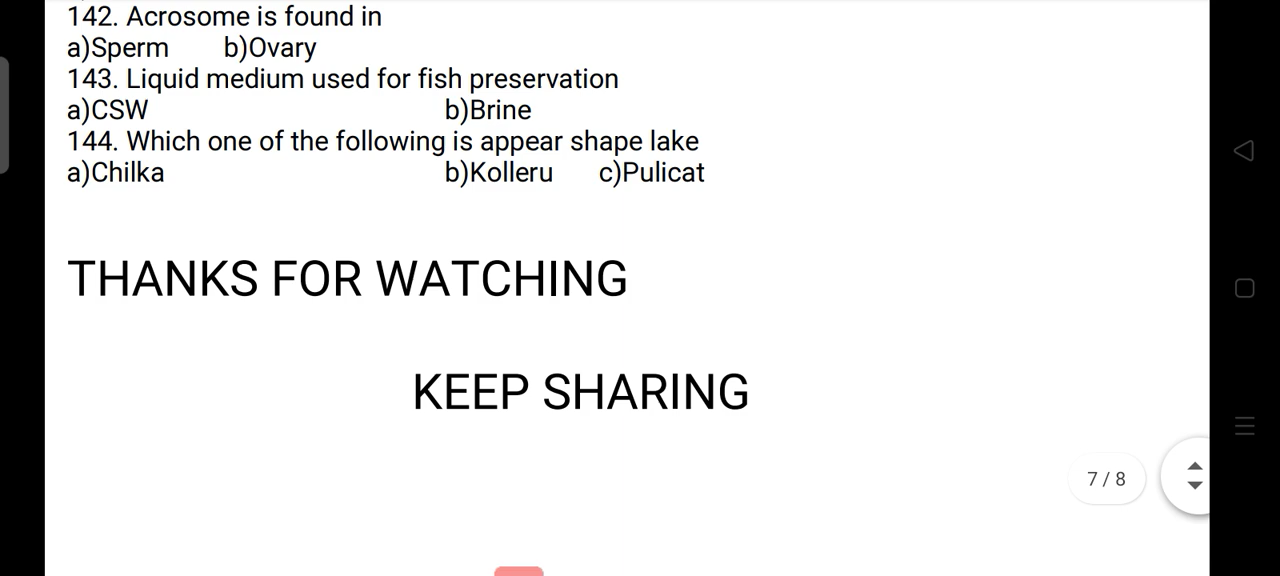 142. Acrosome is found in
a)Sperm b)Ovary
143. Liquid medium used for fish preservation
a)CSW b)Brine
144. Which one of the following is appear shape lake
a)Chilka b)Kolleru c)Pulicat
THANKS FOR WATCHING
KEEP SHARING
7 / 8